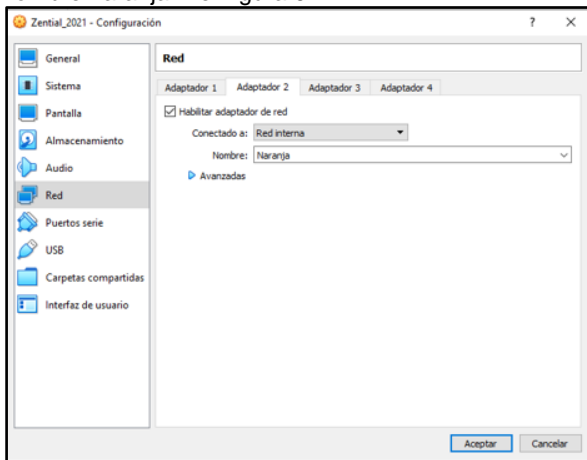 Zential_2021 - Configuración
?
General
Sistema
Pantalla
Almacenamiento
Audio
Red
Puertos serie
USB
Carpetas compartidas
Interfaz de usuario
Red
Adaptador 1 Adaptador 2 Adaptador 3 Adaptador 4
Habilitar adaptador de red
Conectado a: Red interna
Nombre: Naranja
Avanzadas
Aceptar Cancelar